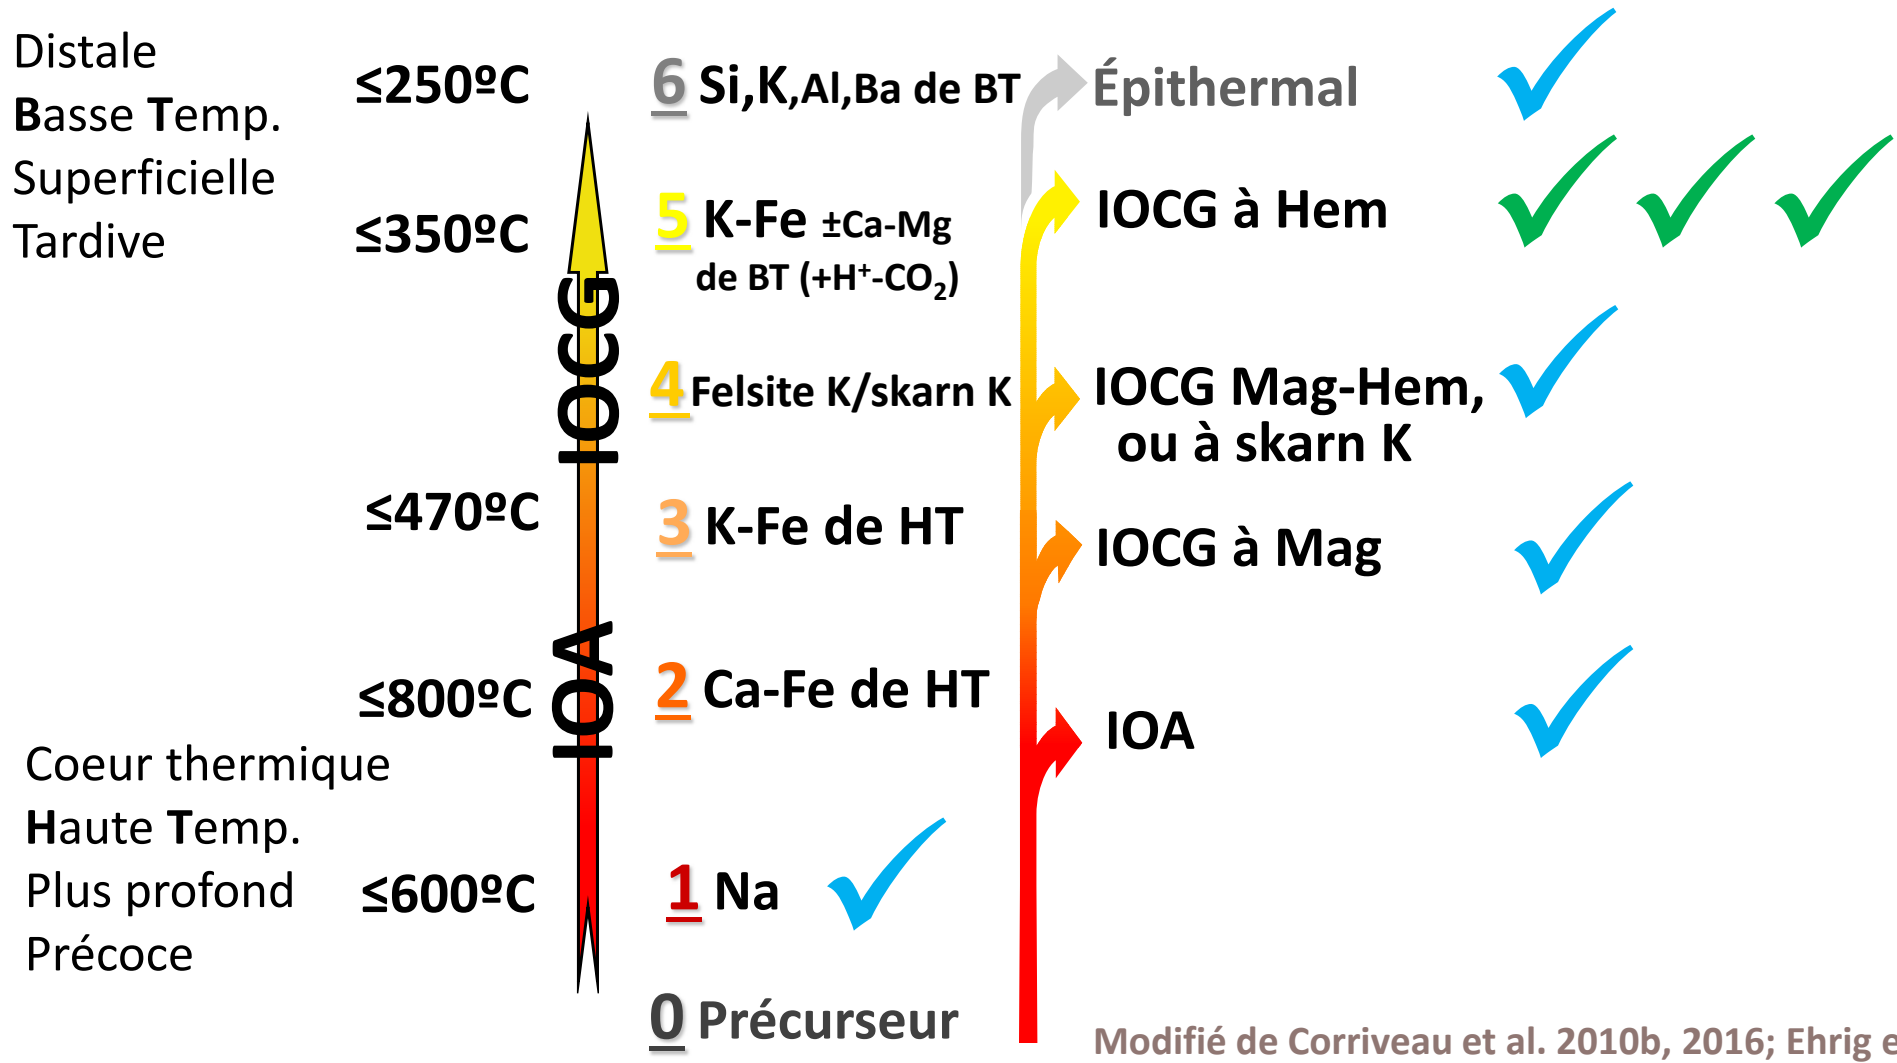 Distale
Basse Temp.
Superficielle
Tardive
≤250ºC
≤350ºC
≤470ºC
≤800ºC
≤600ºC
Coeur thermique
Haute Temp.
Plus profond
Précoce
IOCG
IOA
6 Si,K,Al,Ba de BT
5 K-Fe ±Ca-Mg
de BT (+H⁺-CO₂)
4 Felsite K/skarn K
3 K-Fe de HT
2 Ca-Fe de HT
1 Na
0 Précurseur
Épithermal
IOCG à Hem
IOCG Mag-Hem,
ou à skarn K
IOCG à Mag
IOA
Modifié de Corriveau et al. 2010b, 2016; Ehrig e